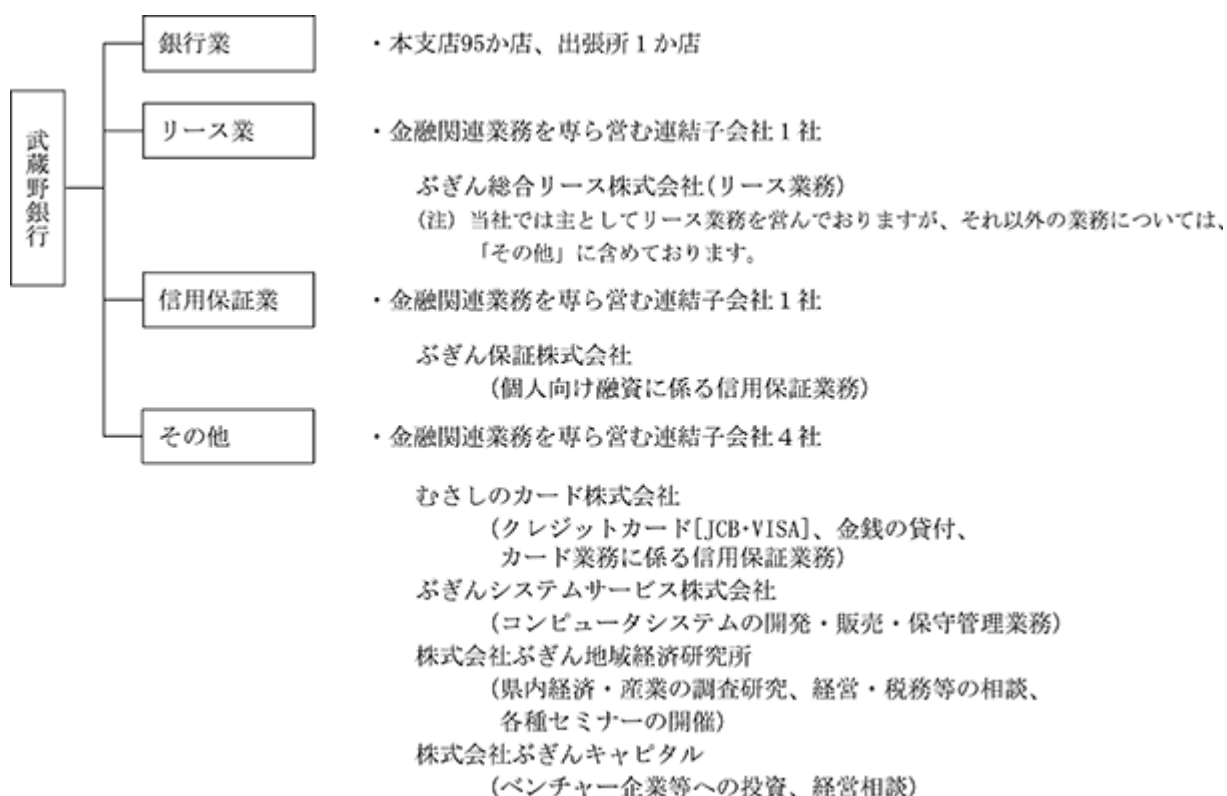 武蔵野銀行
銀行業
・本支店95か店、出張所1か店
リース業
・金融関連業務を専ら営む連結子会社1社
ぶぎん総合リース株式会社(リース業務)
(注) 当社では主としてリース業務を営んでおりますが、それ以外の業務については、
「その他」に含めております。
信用保証業
・金融関連業務を専ら営む連結子会社1社
ぶぎん保証株式会社
(個人向け融資に係る信用保証業務)
その他
・金融関連業務を専ら営む連結子会社4社
むさしのカード株式会社
(クレジットカード[JCB・VISA]、金銭の貸付、
カード業務に係る信用保証業務)
ぶぎんシステムサービス株式会社
(コンピュータシステムの開発・販売・保守管理業務)
株式会社ぶぎん地域経済研究所
(県内経済・産業の調査研究、経営・税務等の相談、
各種セミナーの開催)
株式会社ぶぎんキャピタル
(ベンチャー企業等への投資、経営相談)